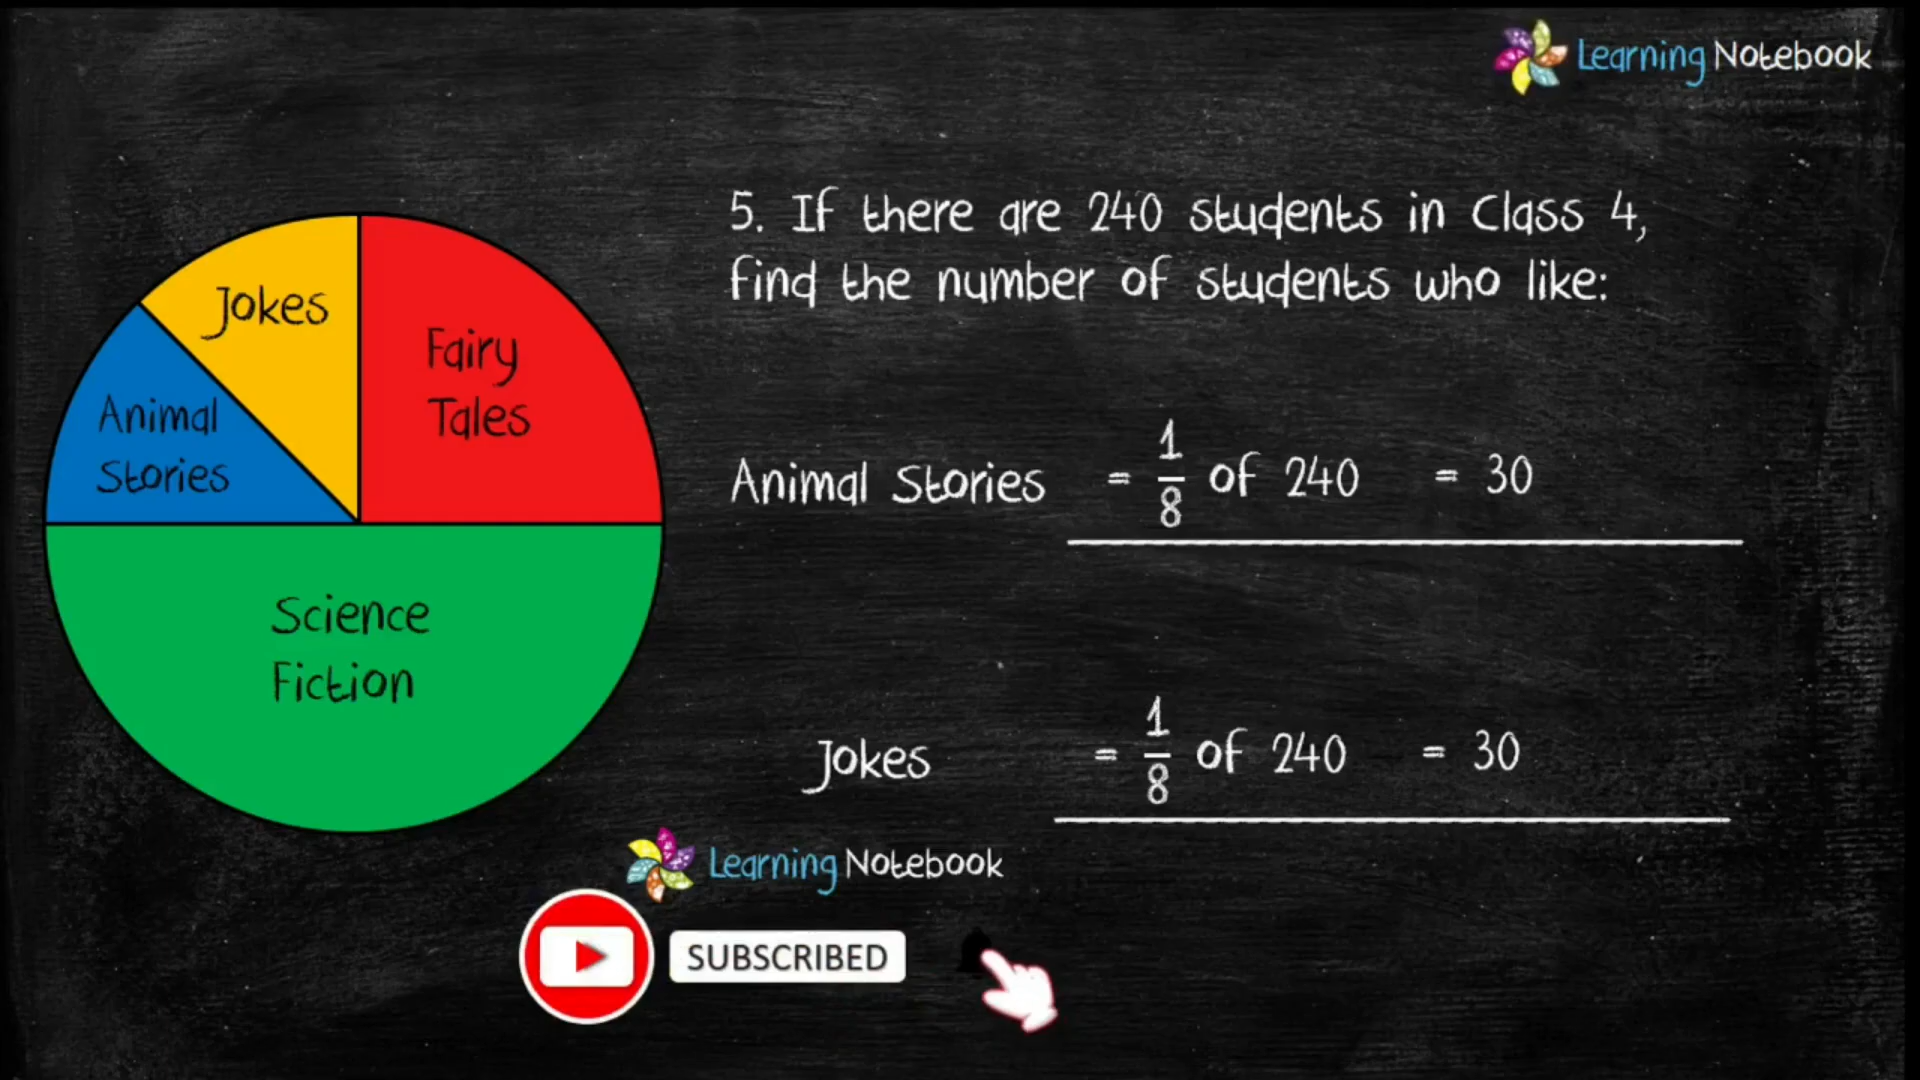 Learning Notebook
5. If there are 240 students in Class 4,
find the number of students who like:
Jokes
Fairy
Tales
Animal
Stories
Science
Fiction
Animal Stories = 1/8 of 240 = 30
Jokes = 1/8 of 240 = 30
Learning Notebook
SUBSCRIBED